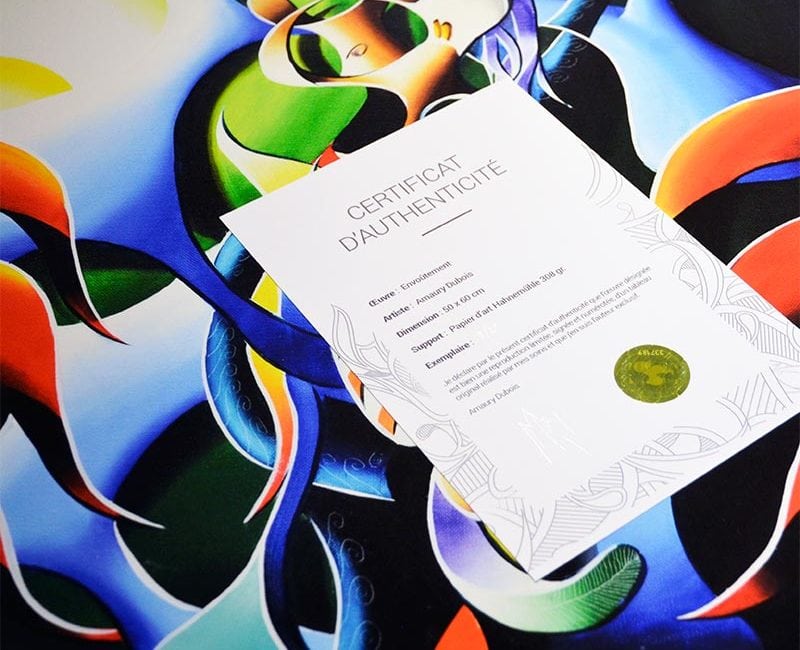 CERTIFICAT
D'AUTHENTICITÉ
Œuvre : Envoûtement
Artiste : Amaury Dubois
Dimension : 50 x 60 cm
Support : Papier d'art Hahnemühle 308 gr.
Exemplaire :
Je déclare par le présent certificat d'authenticité que l'œuvre désignée
est bien une reproduction limitée, signée et numérotée, d'un tableau
original réalisé par mes soins et que j'en suis l'auteur exclusif.
Amaury Dubois.